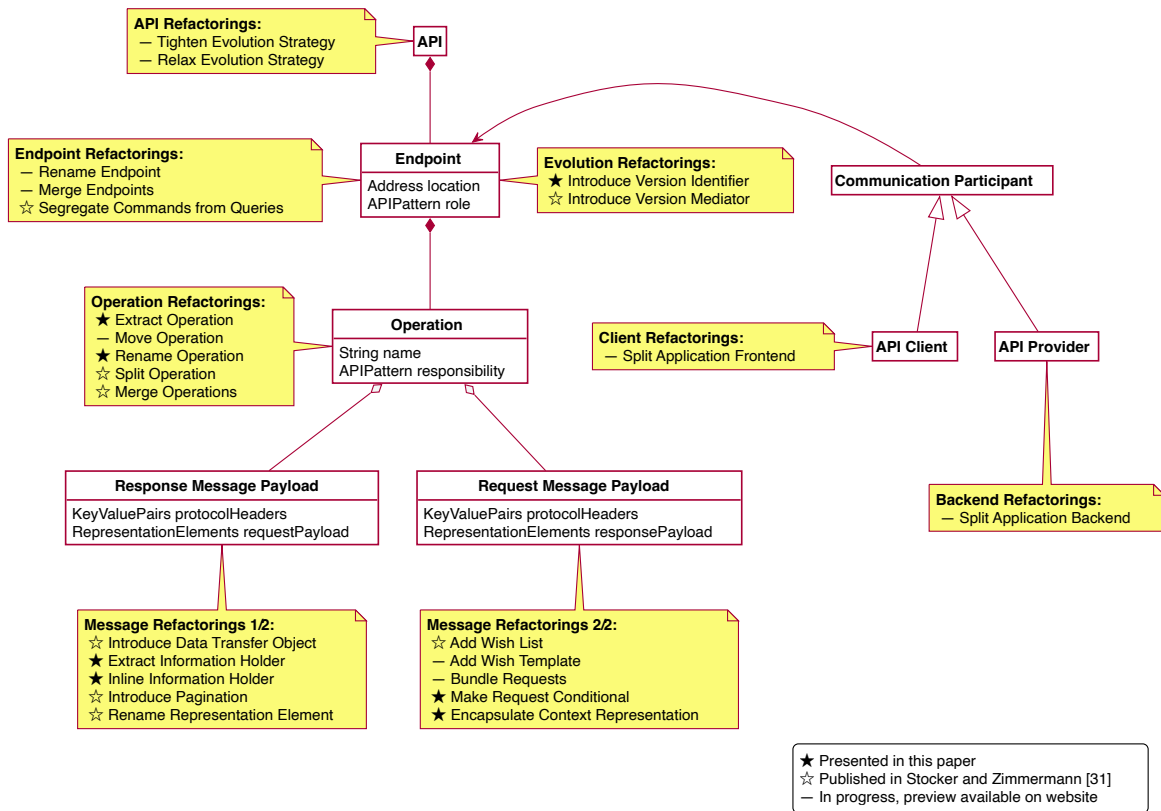 API Refactorings:
— Tighten Evolution Strategy
— Relax Evolution Strategy
API
Endpoint Refactorings:
— Rename Endpoint
— Merge Endpoints
☆ Segregate Commands from Queries
Endpoint
Address location
APIPattern role
Evolution Refactorings:
★ Introduce Version Identifier
☆ Introduce Version Mediator
Communication Participant
Operation Refactorings:
★ Extract Operation
— Move Operation
★ Rename Operation
☆ Split Operation
☆ Merge Operations
Operation
String name
APIPattern responsibility
Client Refactorings:
— Split Application Frontend
API Client
API Provider
Response Message Payload
KeyValuePairs protocolHeaders
RepresentationElements requestPayload
Request Message Payload
KeyValuePairs protocolHeaders
RepresentationElements responsePayload
Backend Refactorings:
— Split Application Backend
Message Refactorings 1/2:
☆ Introduce Data Transfer Object
★ Extract Information Holder
★ Inline Information Holder
☆ Introduce Pagination
☆ Rename Representation Element
Message Refactorings 2/2:
☆ Add Wish List
— Add Wish Template
— Bundle Requests
★ Make Request Conditional
★ Encapsulate Context Representation
★ Presented in this paper
☆ Published in Stocker and Zimmermann [31]
— In progress, preview available on website